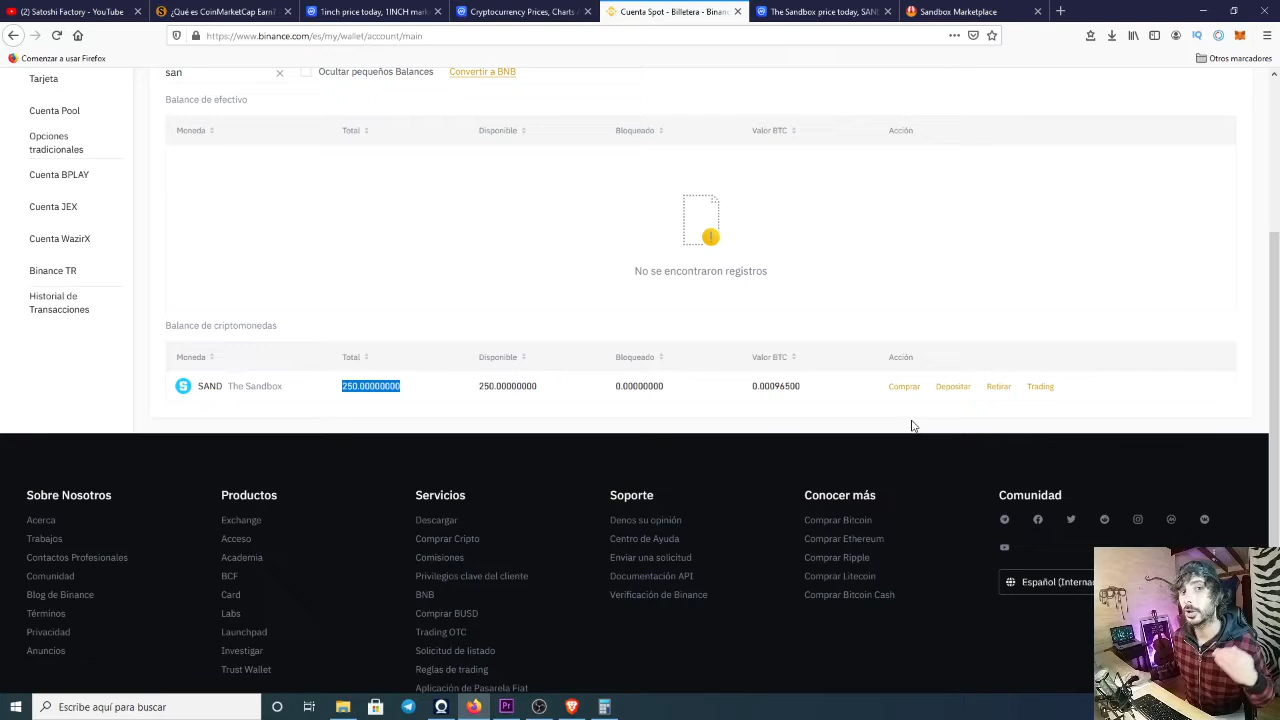 (2) Satoshi Factory - YouTube
¿Qué es CoinMarketCap Earn?
1inch price today, 1INCH mark
Cryptocurrency Prices, Charts
Cuenta Spot - Billetera - Binanc
The Sandbox price today, SAN
Sandbox Marketplace
https://www.binance.com/es/my/wallet/account/main
Comenzar a usar Firefox
Otros marcadores
san
Ocultar pequeños Balances
Convertir a BNB
Tarjeta
Cuenta Pool
Opciones
tradicionales
Cuenta BPLAY
Cuenta JEX
Cuenta WazirX
Binance TR
Historial de
Transacciones
Balance de efectivo
Moneda Total Disponible Bloqueado Valor BTC Acción
No se encontraron registros
Balance de criptomonedas
Moneda Total Disponible Bloqueado Valor BTC Acción
SAND The Sandbox 250.00000000 250.00000000 0.00000000 0.00096500 Comprar Depositar Retirar Trading
Sobre Nosotros
Acerca
Trabajos
Contactos Profesionales
Comunidad
Blog de Binance
Términos
Privacidad
Anuncios
Productos
Exchange
Acceso
Academia
BCF
Card
Labs
Launchpad
Investigar
Trust Wallet
Servicios
Descargar
Comprar Cripto
Comisiones
Privilegios clave del cliente
BNB
Comprar BUSD
Trading OTC
Solicitud de listado
Reglas de trading
Aplicación de Pasarela Fiat
Soporte
Denos su opinión
Centro de Ayuda
Enviar una solicitud
Documentación API
Verificación de Binance
Conocer más
Comprar Bitcoin
Comprar Ethereum
Comprar Ripple
Comprar Litecoin
Comprar Bitcoin Cash
Comunidad
Español (Interna
Escribe aquí para buscar